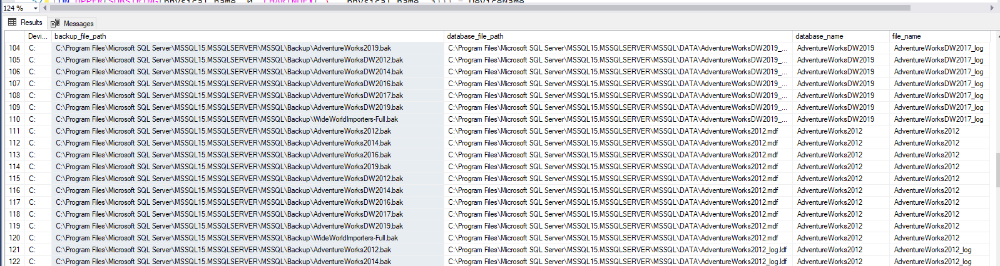 124 %
Results Messages
Devi... backup_file_path database_file_path database_name file_name
104 C: C:\Program Files\Microsoft SQL Server\MSSQL15.MSSQLSERVER\MSSQL\Backup\AdventureWorks2019.bak C:\Program Files\Microsoft SQL Server\MSSQL15.MSSQLSERVER\MSSQL\DATA\AdventureWorksDW2019_... AdventureWorksDW2019 AdventureWorksDW2017_log
105 C: C:\Program Files\Microsoft SQL Server\MSSQL15.MSSQLSERVER\MSSQL\Backup\AdventureWorksDW2012.bak C:\Program Files\Microsoft SQL Server\MSSQL15.MSSQLSERVER\MSSQL\DATA\AdventureWorksDW2019_... AdventureWorksDW2019 AdventureWorksDW2017_log
106 C: C:\Program Files\Microsoft SQL Server\MSSQL15.MSSQLSERVER\MSSQL\Backup\AdventureWorksDW2014.bak C:\Program Files\Microsoft SQL Server\MSSQL15.MSSQLSERVER\MSSQL\DATA\AdventureWorksDW2019_... AdventureWorksDW2019 AdventureWorksDW2017_log
107 C: C:\Program Files\Microsoft SQL Server\MSSQL15.MSSQLSERVER\MSSQL\Backup\AdventureWorksDW2016.bak C:\Program Files\Microsoft SQL Server\MSSQL15.MSSQLSERVER\MSSQL\DATA\AdventureWorksDW2019_... AdventureWorksDW2019 AdventureWorksDW2017_log
108 C: C:\Program Files\Microsoft SQL Server\MSSQL15.MSSQLSERVER\MSSQL\Backup\AdventureWorksDW2017.bak C:\Program Files\Microsoft SQL Server\MSSQL15.MSSQLSERVER\MSSQL\DATA\AdventureWorksDW2019_... AdventureWorksDW2019 AdventureWorksDW2017_log
109 C: C:\Program Files\Microsoft SQL Server\MSSQL15.MSSQLSERVER\MSSQL\Backup\AdventureWorksDW2019.bak C:\Program Files\Microsoft SQL Server\MSSQL15.MSSQLSERVER\MSSQL\DATA\AdventureWorksDW2019_... AdventureWorksDW2019 AdventureWorksDW2017_log
110 C: C:\Program Files\Microsoft SQL Server\MSSQL15.MSSQLSERVER\MSSQL\Backup\WideWorldImporters-Full.bak C:\Program Files\Microsoft SQL Server\MSSQL15.MSSQLSERVER\MSSQL\DATA\AdventureWorksDW2019_... AdventureWorksDW2019 AdventureWorksDW2017_log
111 C: C:\Program Files\Microsoft SQL Server\MSSQL15.MSSQLSERVER\MSSQL\Backup\AdventureWorks2012.bak C:\Program Files\Microsoft SQL Server\MSSQL15.MSSQLSERVER\MSSQL\DATA\AdventureWorks2012.mdf AdventureWorks2012 AdventureWorks2012
112 C: C:\Program Files\Microsoft SQL Server\MSSQL15.MSSQLSERVER\MSSQL\Backup\AdventureWorks2014.bak C:\Program Files\Microsoft SQL Server\MSSQL15.MSSQLSERVER\MSSQL\DATA\AdventureWorks2012.mdf AdventureWorks2012 AdventureWorks2012
113 C: C:\Program Files\Microsoft SQL Server\MSSQL15.MSSQLSERVER\MSSQL\Backup\AdventureWorks2016.bak C:\Program Files\Microsoft SQL Server\MSSQL15.MSSQLSERVER\MSSQL\DATA\AdventureWorks2012.mdf AdventureWorks2012 AdventureWorks2012
114 C: C:\Program Files\Microsoft SQL Server\MSSQL15.MSSQLSERVER\MSSQL\Backup\AdventureWorks2019.bak C:\Program Files\Microsoft SQL Server\MSSQL15.MSSQLSERVER\MSSQL\DATA\AdventureWorks2012.mdf AdventureWorks2012 AdventureWorks2012
115 C: C:\Program Files\Microsoft SQL Server\MSSQL15.MSSQLSERVER\MSSQL\Backup\AdventureWorksDW2012.bak C:\Program Files\Microsoft SQL Server\MSSQL15.MSSQLSERVER\MSSQL\DATA\AdventureWorks2012.mdf AdventureWorks2012 AdventureWorks2012
116 C: C:\Program Files\Microsoft SQL Server\MSSQL15.MSSQLSERVER\MSSQL\Backup\AdventureWorksDW2014.bak C:\Program Files\Microsoft SQL Server\MSSQL15.MSSQLSERVER\MSSQL\DATA\AdventureWorks2012.mdf AdventureWorks2012 AdventureWorks2012
117 C: C:\Program Files\Microsoft SQL Server\MSSQL15.MSSQLSERVER\MSSQL\Backup\AdventureWorksDW2016.bak C:\Program Files\Microsoft SQL Server\MSSQL15.MSSQLSERVER\MSSQL\DATA\AdventureWorks2012.mdf AdventureWorks2012 AdventureWorks2012
118 C: C:\Program Files\Microsoft SQL Server\MSSQL15.MSSQLSERVER\MSSQL\Backup\AdventureWorksDW2017.bak C:\Program Files\Microsoft SQL Server\MSSQL15.MSSQLSERVER\MSSQL\DATA\AdventureWorks2012.mdf AdventureWorks2012 AdventureWorks2012
119 C: C:\Program Files\Microsoft SQL Server\MSSQL15.MSSQLSERVER\MSSQL\Backup\AdventureWorksDW2019.bak C:\Program Files\Microsoft SQL Server\MSSQL15.MSSQLSERVER\MSSQL\DATA\AdventureWorks2012.mdf AdventureWorks2012 AdventureWorks2012
120 C: C:\Program Files\Microsoft SQL Server\MSSQL15.MSSQLSERVER\MSSQL\Backup\WideWorldImporters-Full.bak C:\Program Files\Microsoft SQL Server\MSSQL15.MSSQLSERVER\MSSQL\DATA\AdventureWorks2012.mdf AdventureWorks2012 AdventureWorks2012
121 C: C:\Program Files\Microsoft SQL Server\MSSQL15.MSSQLSERVER\MSSQL\Backup\AdventureWorks2012.bak C:\Program Files\Microsoft SQL Server\MSSQL15.MSSQLSERVER\MSSQL\DATA\AdventureWorks2012_log.ldf AdventureWorks2012 AdventureWorks2012_log
122 C: C:\Program Files\Microsoft SQL Server\MSSQL15.MSSQLSERVER\MSSQL\Backup\AdventureWorks2014.bak C:\Program Files\Microsoft SQL Server\MSSQL15.MSSQLSERVER\MSSQL\DATA\AdventureWorks2012_log.ldf AdventureWorks2012 AdventureWorks2012_log